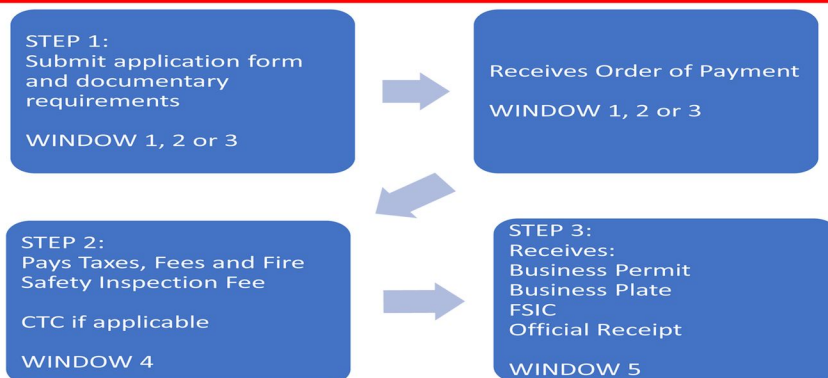 STEP 1:
Submit application form
and documentary
requirements
WINDOW 1, 2 or 3
Receives Order of Payment
WINDOW 1, 2 or 3
STEP 2:
Pays Taxes, Fees and Fire
Safety Inspection Fee
CTC if applicable
WINDOW 4
STEP 3:
Receives:
Business Permit
Business Plate
FSIC
Official Receipt
WINDOW 5